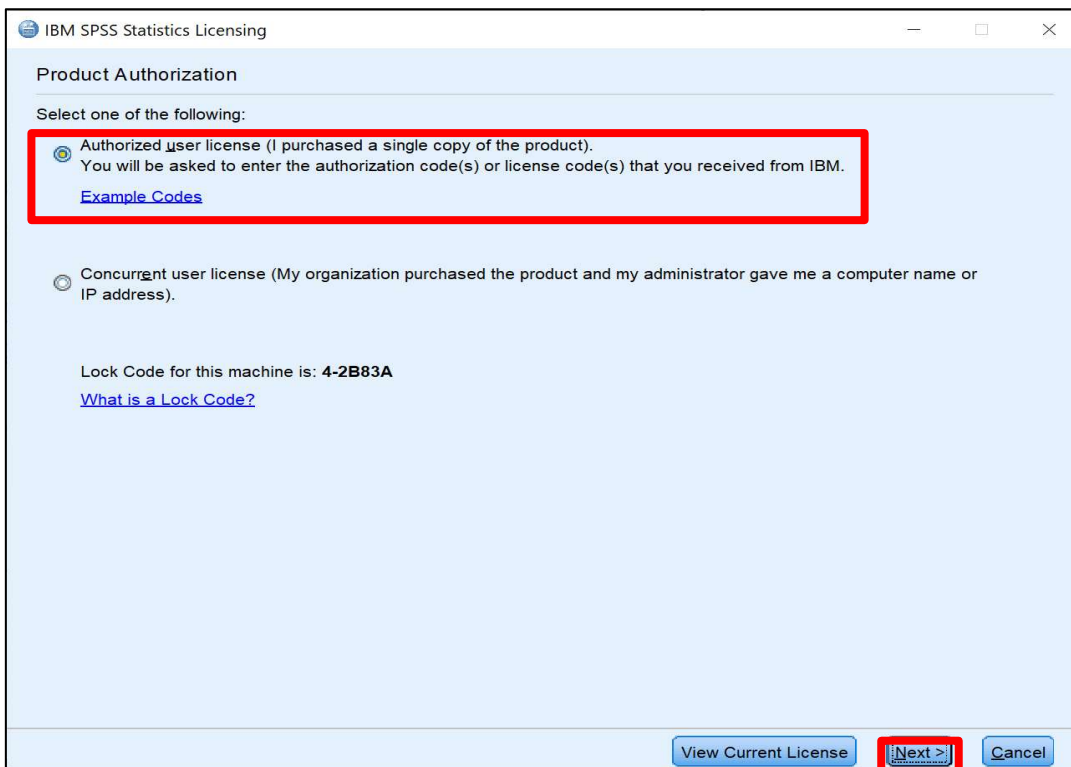 IBM SPSS Statistics Licensing
Product Authorization
Select one of the following:
Authorized user license (I purchased a single copy of the product).
You will be asked to enter the authorization code(s) or license code(s) that you received from IBM.
Example Codes
Concurrent user license (My organization purchased the product and my administrator gave me a computer name or
IP address).
Lock Code for this machine is: 4-2B83A
What is a Lock Code?
View Current License
Next >
Cancel